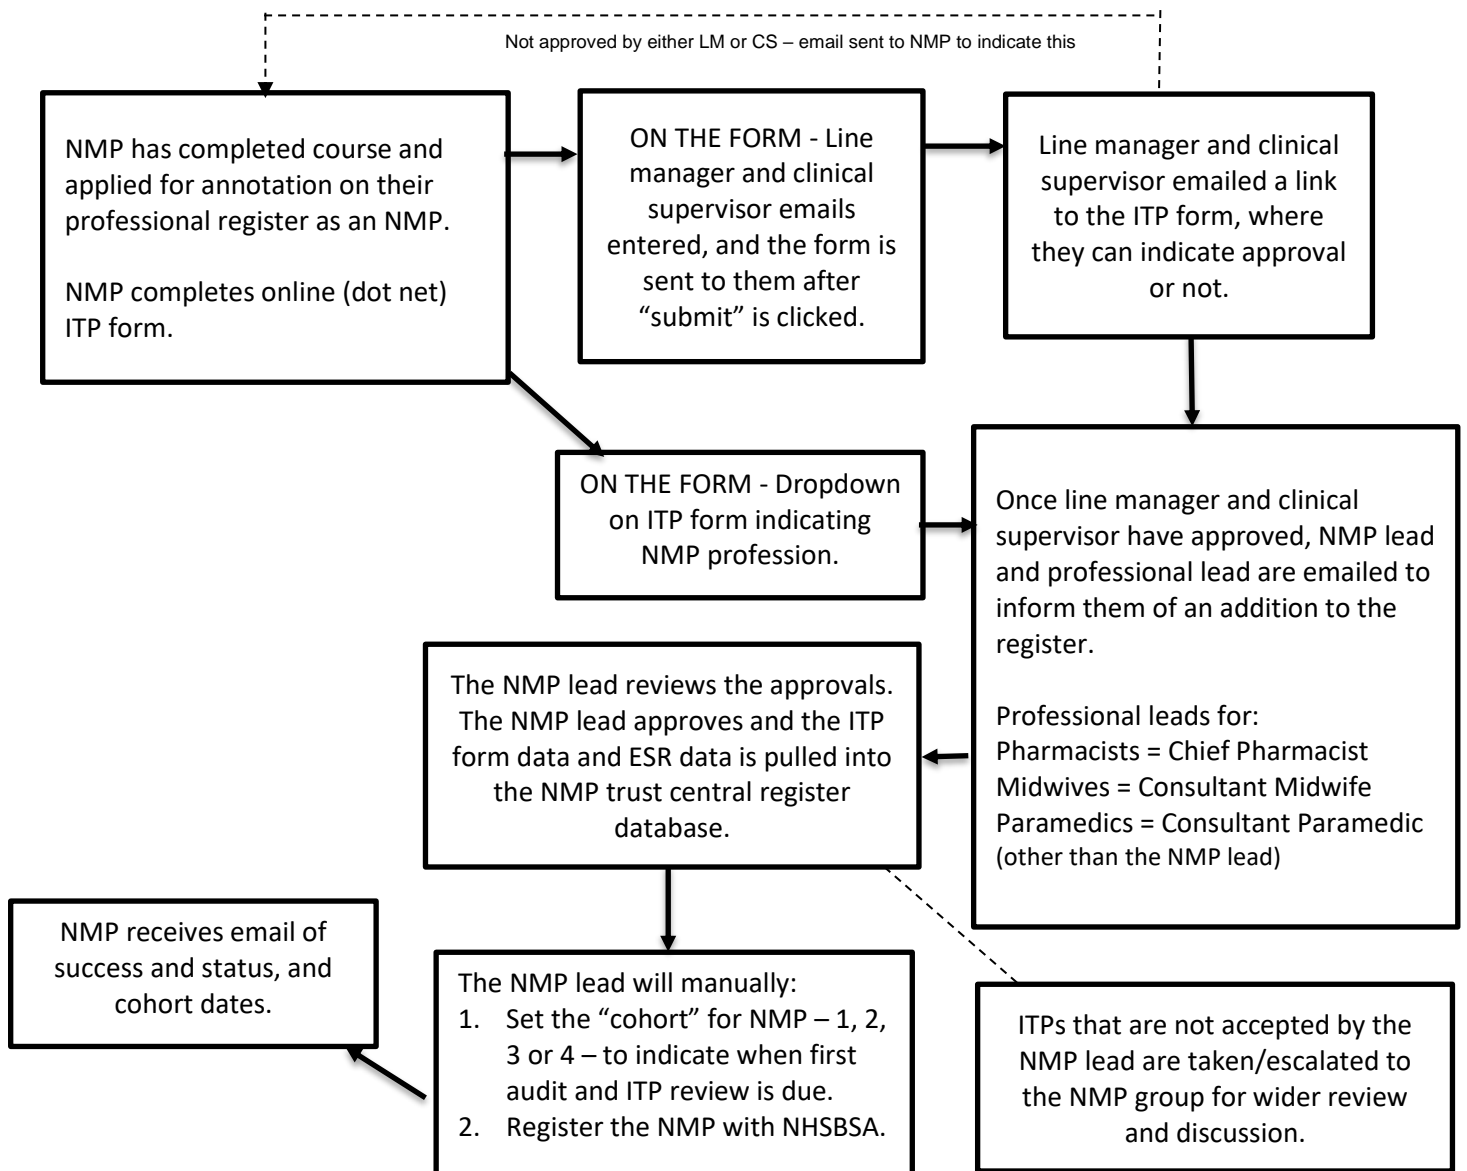 Not approved by either LM or CS – email sent to NMP to indicate this
NMP has completed course and
applied for annotation on their
professional register as an NMP.
NMP completes online (dot net)
ITP form.
ON THE FORM - Line
manager and clinical
supervisor emails
entered, and the form is
sent to them after
“submit” is clicked.
Line manager and clinical
supervisor emailed a link
to the ITP form, where
they can indicate approval
or not.
ON THE FORM - Dropdown
on ITP form indicating
NMP profession.
Once line manager and clinical
supervisor have approved, NMP lead
and professional lead are emailed to
inform them of an addition to the
register.
Professional leads for:
Pharmacists = Chief Pharmacist
Midwives = Consultant Midwife
Paramedics = Consultant Paramedic
(other than the NMP lead)
The NMP lead reviews the approvals.
The NMP lead approves and the ITP
form data and ESR data is pulled into
the NMP trust central register
database.
NMP receives email of
success and status, and
cohort dates.
The NMP lead will manually:
1. Set the “cohort” for NMP – 1, 2,
3 or 4 – to indicate when first
audit and ITP review is due.
2. Register the NMP with NHSBSA.
ITPs that are not accepted by the
NMP lead are taken/escalated to
the NMP group for wider review
and discussion.